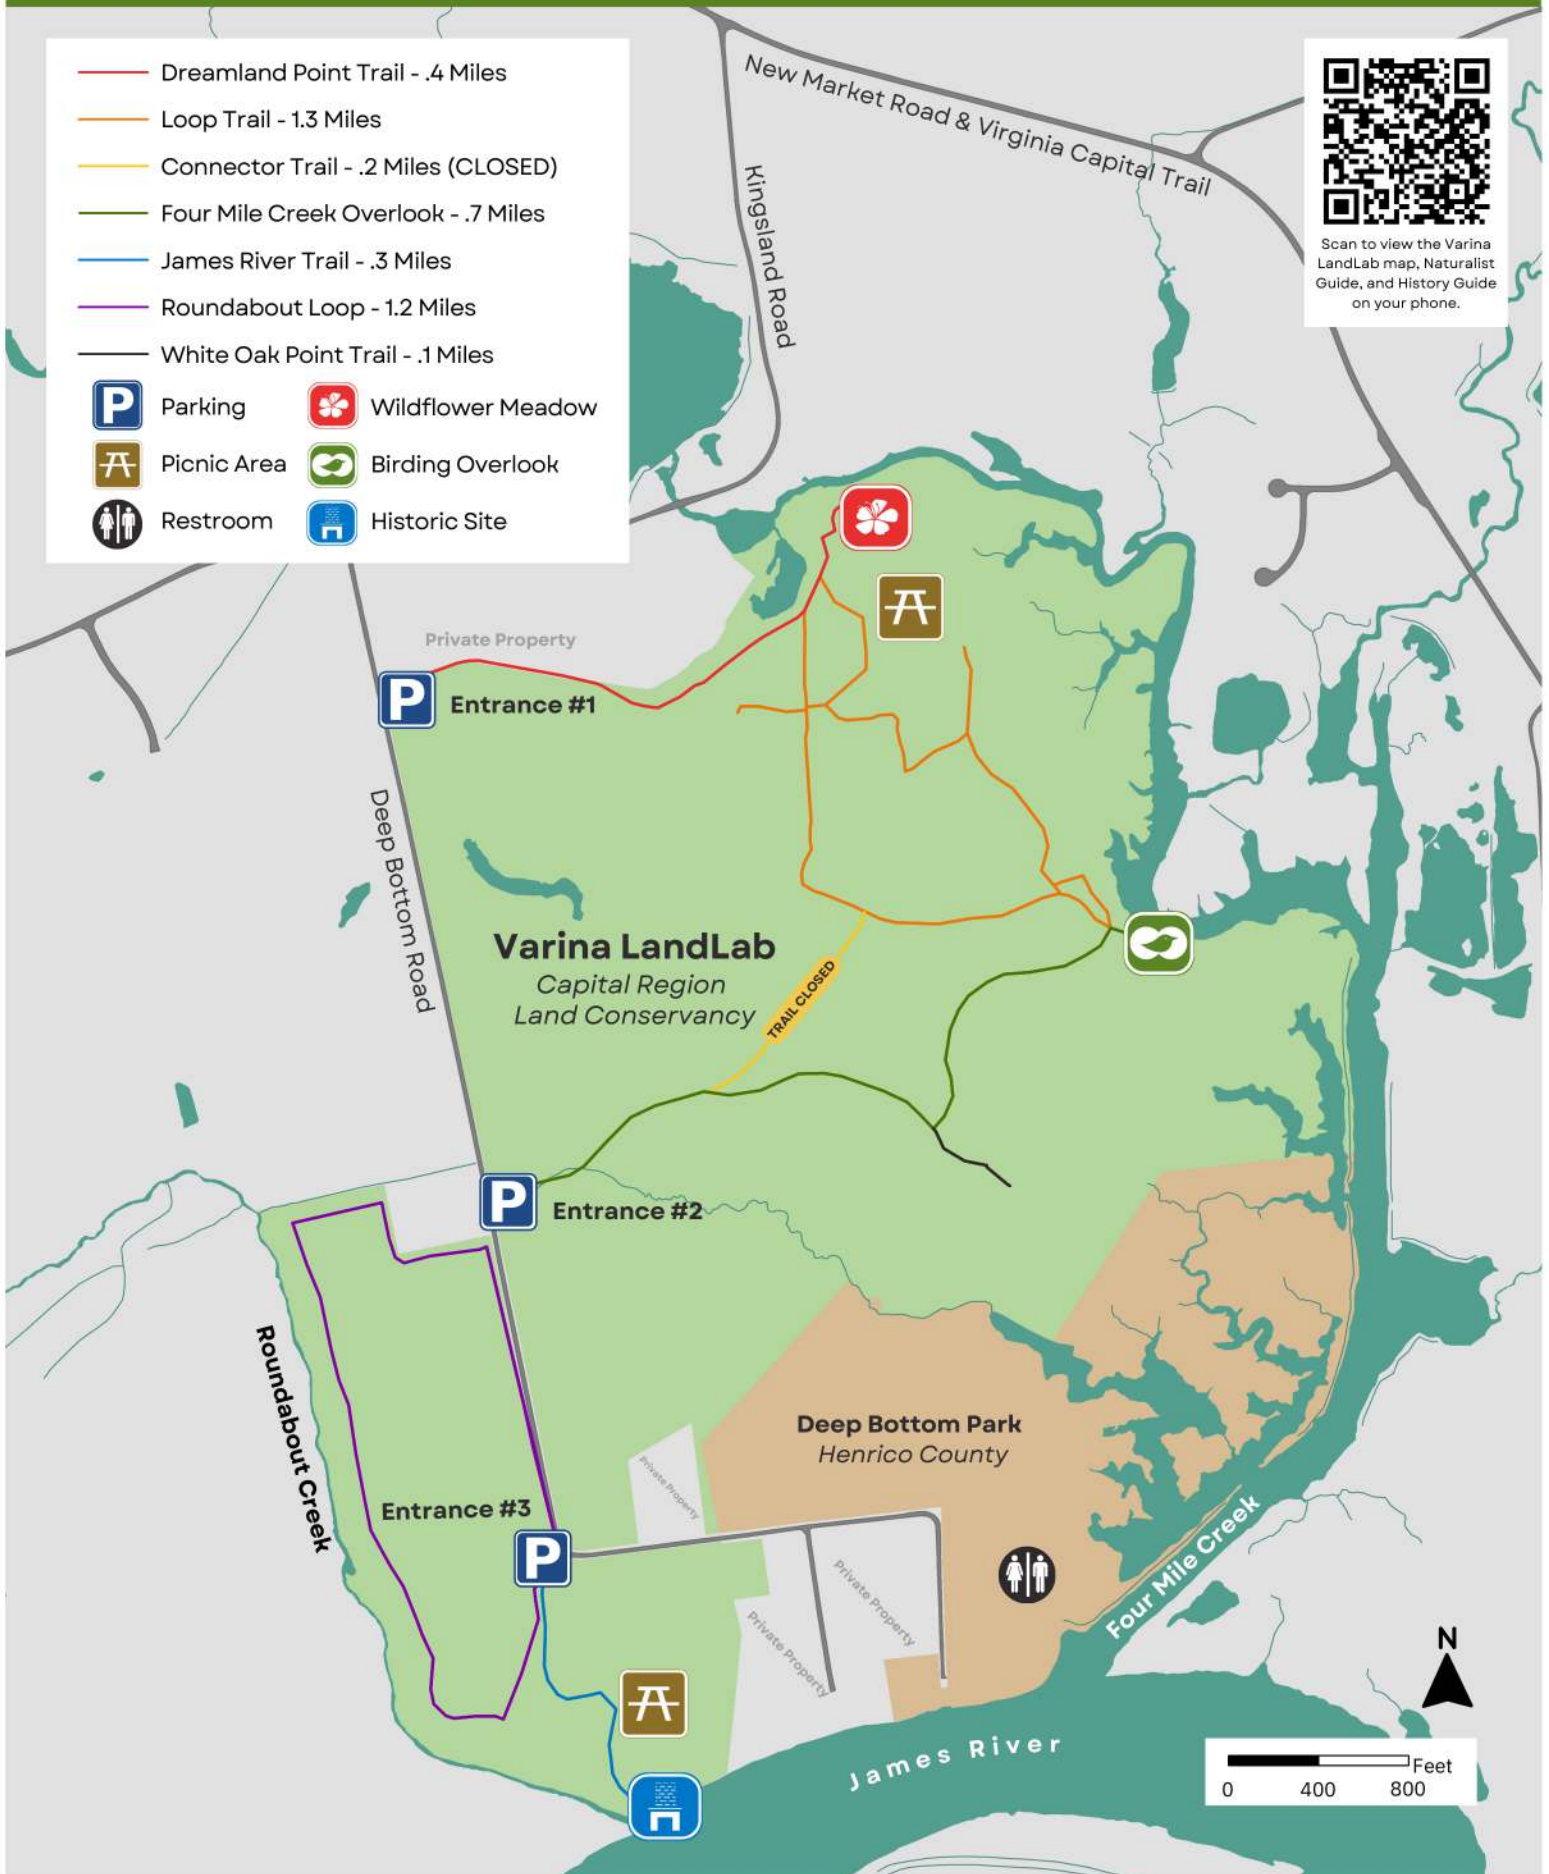 Dreamland Point Trail - .4 Miles
Loop Trail - 1.3 Miles
Connector Trail - .2 Miles (CLOSED)
Four Mile Creek Overlook - .7 Miles
James River Trail - .3 Miles
Roundabout Loop - 1.2 Miles
White Oak Point Trail - .1 Miles
P Parking
Wildflower Meadow
Picnic Area
Birding Overlook
Restroom
Historic Site
New Market Road & Virginia Capital Trail
Kingsland Road
Scan to view the Varina
LandLab map, Naturalist
Guide, and History Guide
on your phone.
Private Property
P
Entrance #1
Deep Bottom Road
Varina LandLab
Capital Region
Land Conservancy
TRAIL CLOSED
P
Entrance #2
Roundabout Creek
Deep Bottom Park
Henrico County
Private Property
Entrance #3
P
Private Property
Private Property
Four Mile Creek
James River
N
Feet
0 400 800